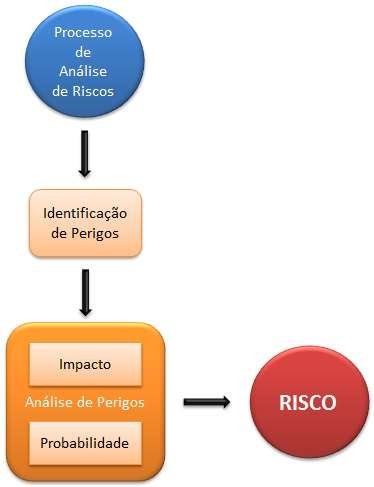 Processo
de
Análise
de Riscos
Identificação
de Perigos
Impacto
Análise de Perigos
Probabilidade
RISCO